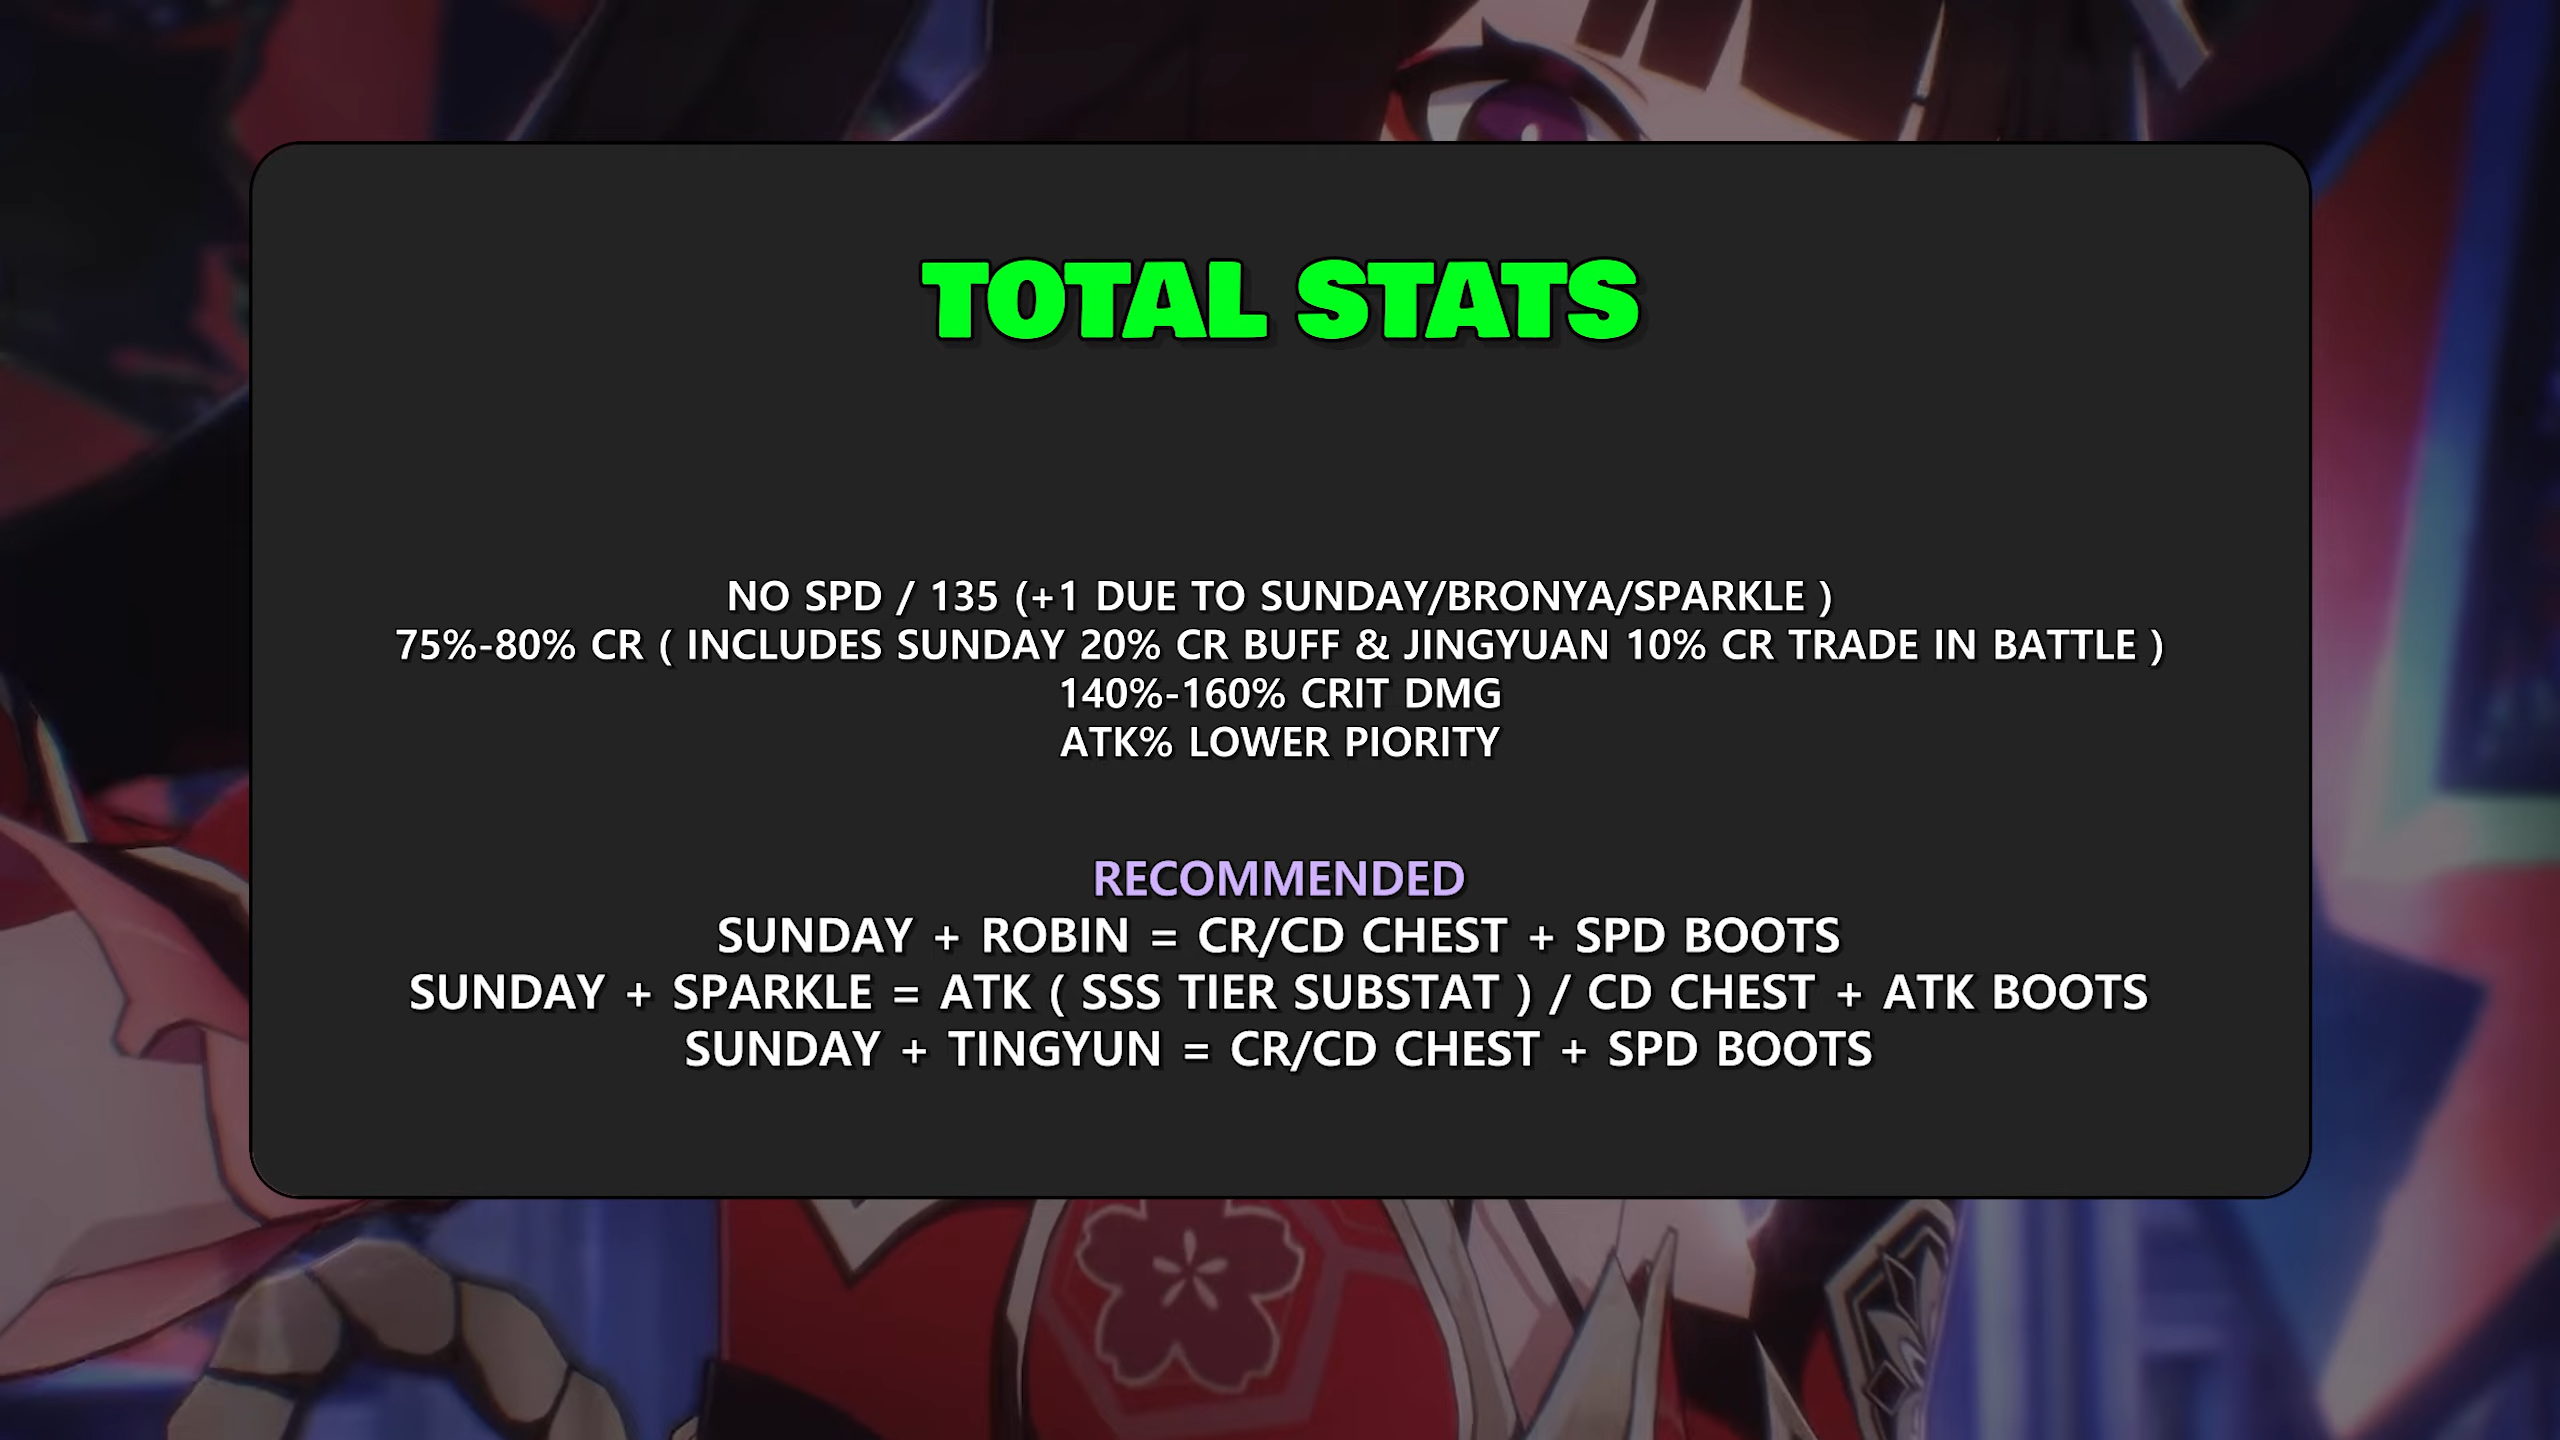 TOTAL STATS
NO SPD / 135 (+1 DUE TO SUNDAY/BRONYA/SPARKLE )
75%-80% CR ( INCLUDES SUNDAY 20% CR BUFF & JINGYUAN 10% CR TRADE IN BATTLE )
140%-160% CRIT DMG
ATK% LOWER PIORITY
RECOMMENDED
SUNDAY + ROBIN = CR/CD CHEST + SPD BOOTS
SUNDAY + SPARKLE = ATK ( SSS TIER SUBSTAT ) / CD CHEST + ATK BOOTS
SUNDAY + TINGYUN = CR/CD CHEST + SPD BOOTS